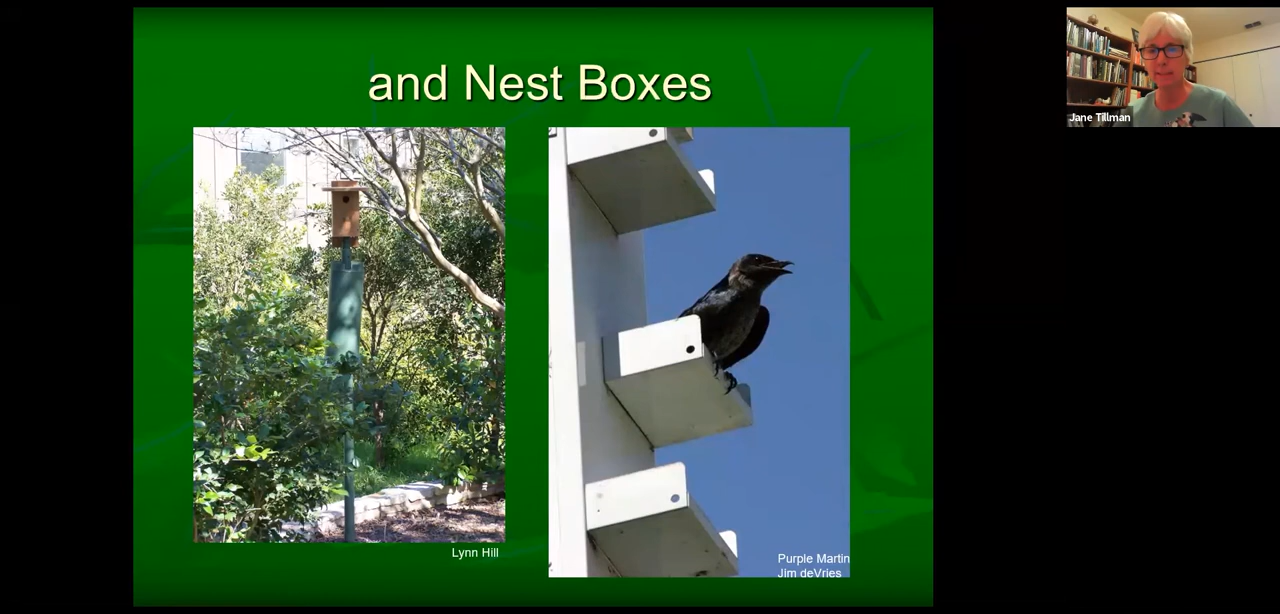 and Nest Boxes
Jane Tillman
Lynn Hill
Purple Martin
Jim deVries